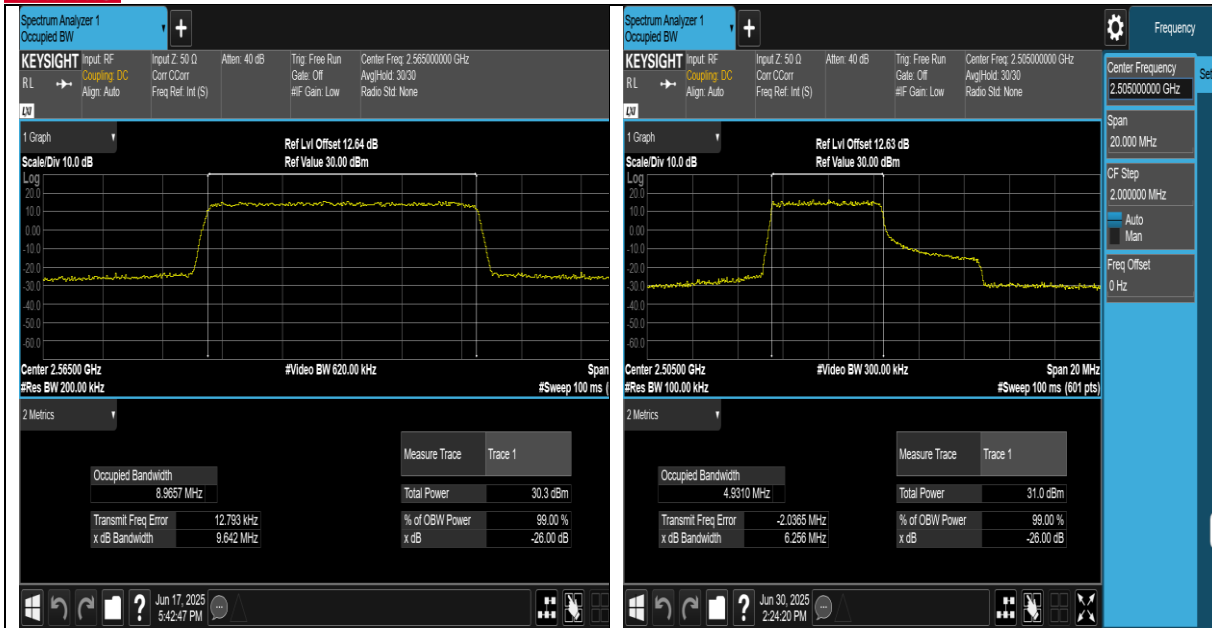 Spectrum Analyzer 1
Occupied BW
+
KEYSIGHT
RL
LXI
Input: RF
Coupling: DC
Align: Auto
Input Z: 50 Ω
Corr CCorr
Freq Ref: Int (S)
Atten: 40 dB
Trig: Free Run
Gate: Off
#IF Gain: Low
Center Freq: 2.565000000 GHz
Avg|Hold: 30/30
Radio Std: None
1 Graph
Scale/Div 10.0 dB
Ref Lvl Offset 12.64 dB
Ref Value 30.00 dBm
Log
20.0
10.0
0.00
-10.0
-20.0
-30.0
-40.0
-50.0
-60.0
Center 2.56500 GHz
#Res BW 200.00 kHz
#Video BW 620.00 kHz
Span
#Sweep 100 ms (
2 Metrics
Measure Trace Trace 1
Occupied Bandwidth
8.9657 MHz
Total Power 30.3 dBm
Transmit Freq Error 12.793 kHz
% of OBW Power 99.00 %
x dB Bandwidth 9.642 MHz
x dB -26.00 dB
?
Jun 17, 2025
5:42:47 PM
Spectrum Analyzer 1
Occupied BW
+
KEYSIGHT
RL
LXI
Input: RF
Coupling: DC
Align: Auto
Input Z: 50 Ω
Corr CCorr
Freq Ref: Int (S)
Atten: 40 dB
Trig: Free Run
Gate: Off
#IF Gain: Low
Center Freq: 2.505000000 GHz
Avg|Hold: 30/30
Radio Std: None
1 Graph
Scale/Div 10.0 dB
Ref Lvl Offset 12.63 dB
Ref Value 30.00 dBm
Log
20.0
10.0
0.00
-10.0
-20.0
-30.0
-40.0
-50.0
-60.0
Center 2.50500 GHz
#Res BW 100.00 kHz
#Video BW 300.00 kHz
Span 20 MHz
#Sweep 100 ms (601 pts)
2 Metrics
Measure Trace Trace 1
Occupied Bandwidth
4.9310 MHz
Total Power 31.0 dBm
Transmit Freq Error -2.0365 MHz
% of OBW Power 99.00 %
x dB Bandwidth 6.256 MHz
x dB -26.00 dB
?
Jun 30, 2025
2:24:20 PM
Frequency
Center Frequency
2.505000000 GHz
Set
Span
20.000 MHz
CF Step
2.000000 MHz
Auto
Man
Freq Offset
0 Hz